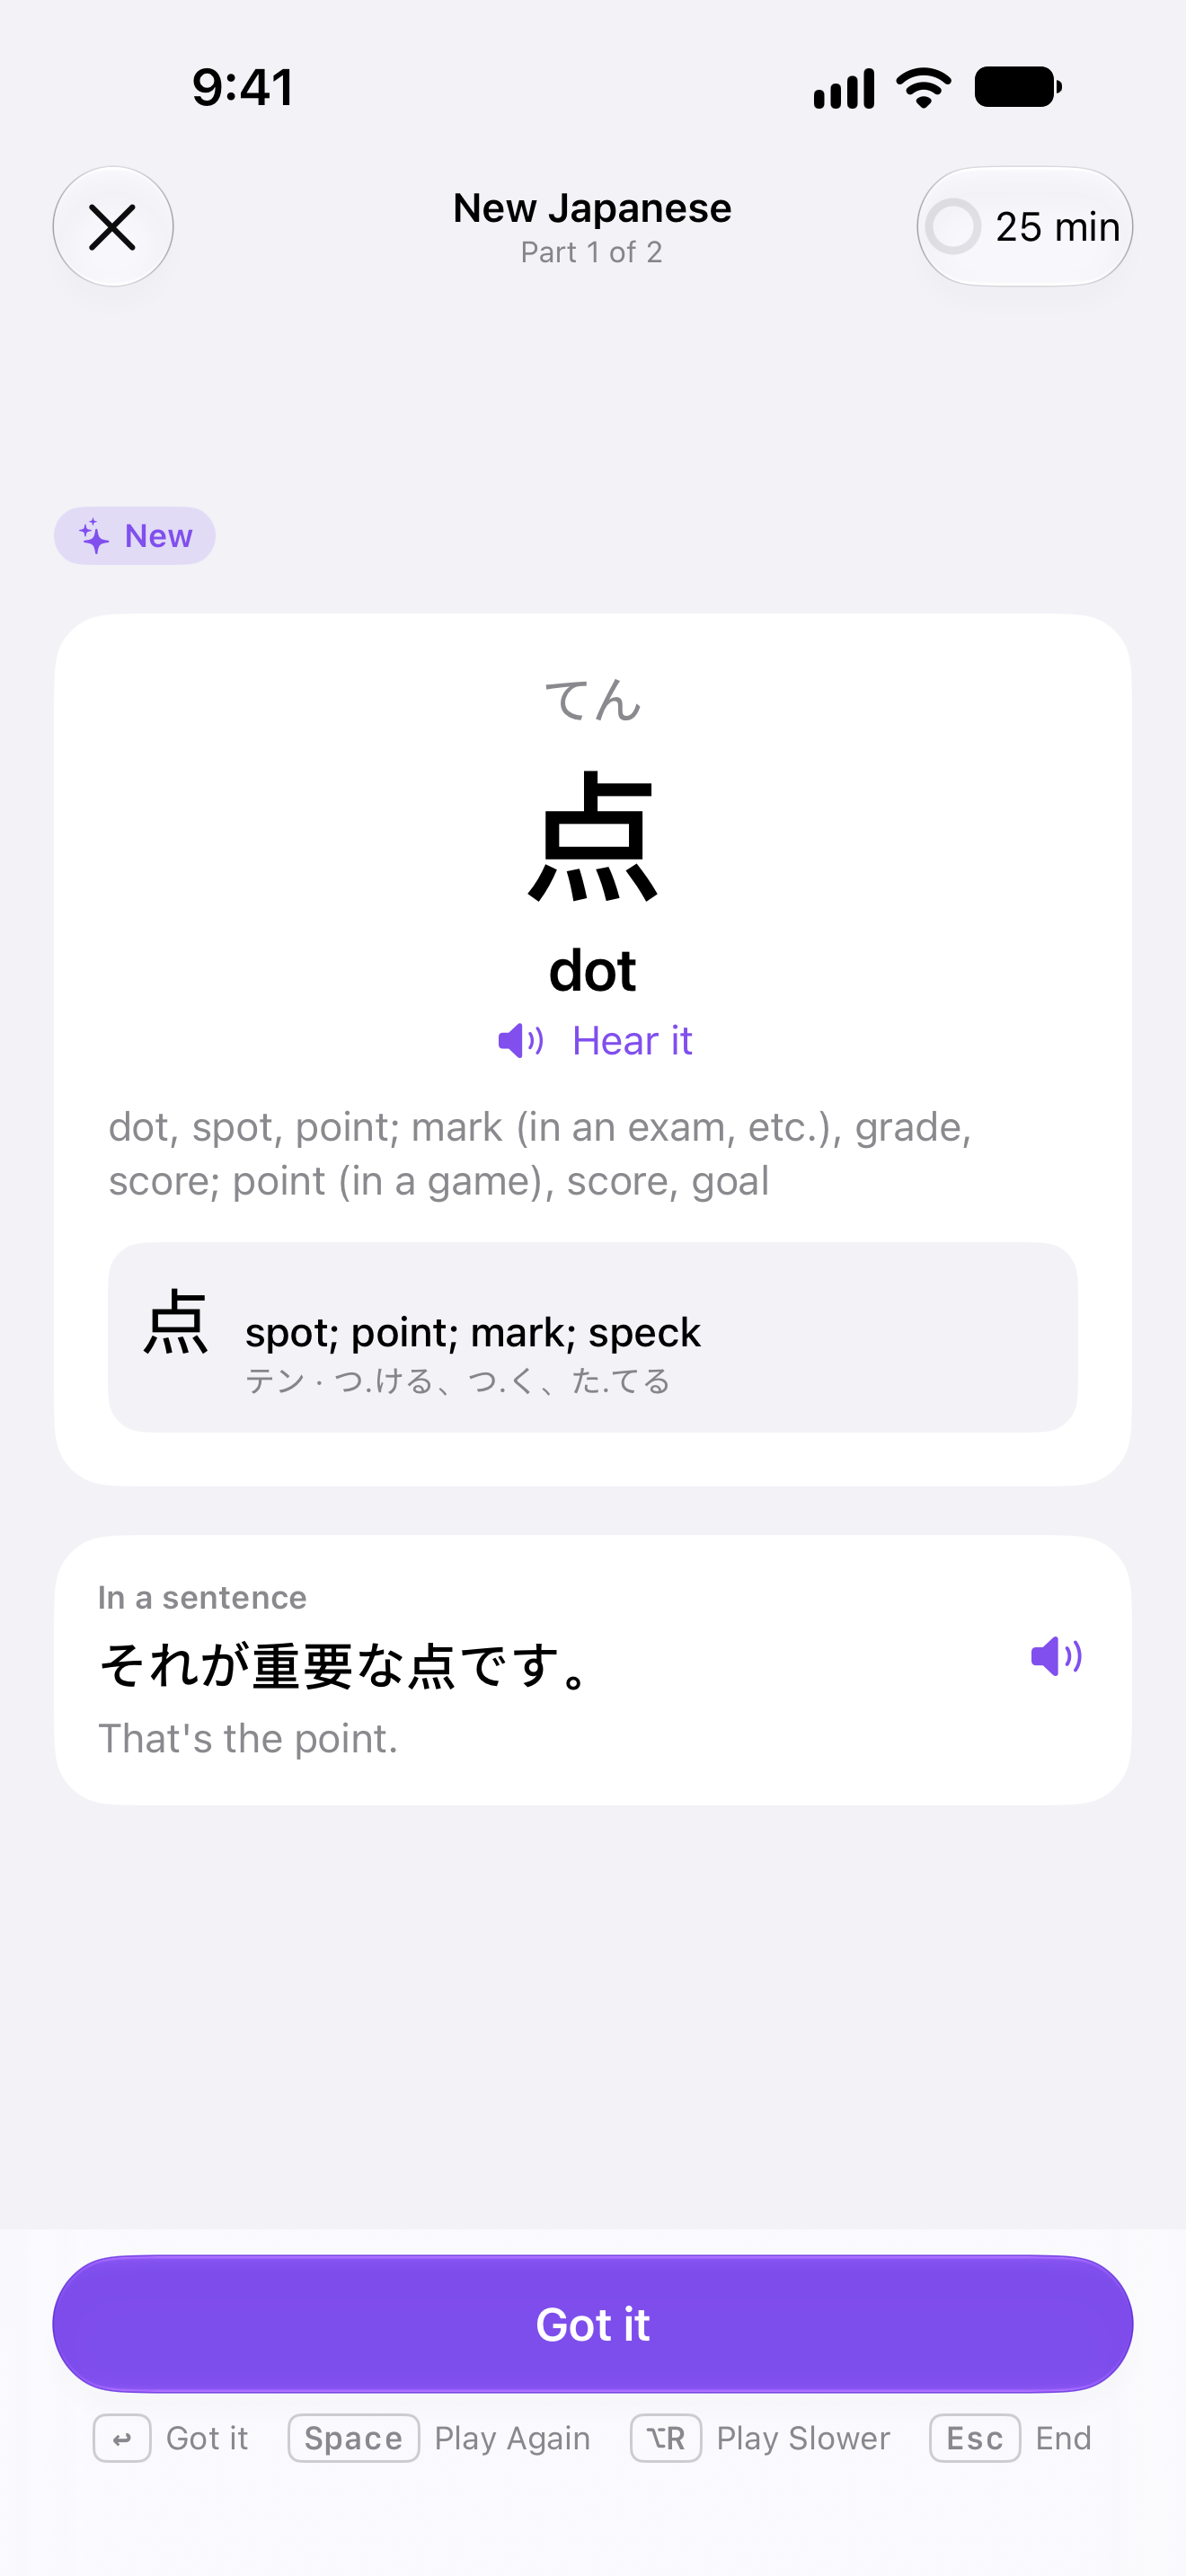 9:41
New Japanese
Part 1 of 2
25 min
New
てん
点
dot
Hear it
dot, spot, point; mark (in an exam, etc.), grade,
score; point (in a game), score, goal
点
spot; point; mark; speck
テン · つ.ける、つ.く、た.てる
In a sentence
それが重要な点です。
That's the point.
Got it
↩ Got it Space Play Again ⌥R Play Slower Esc End